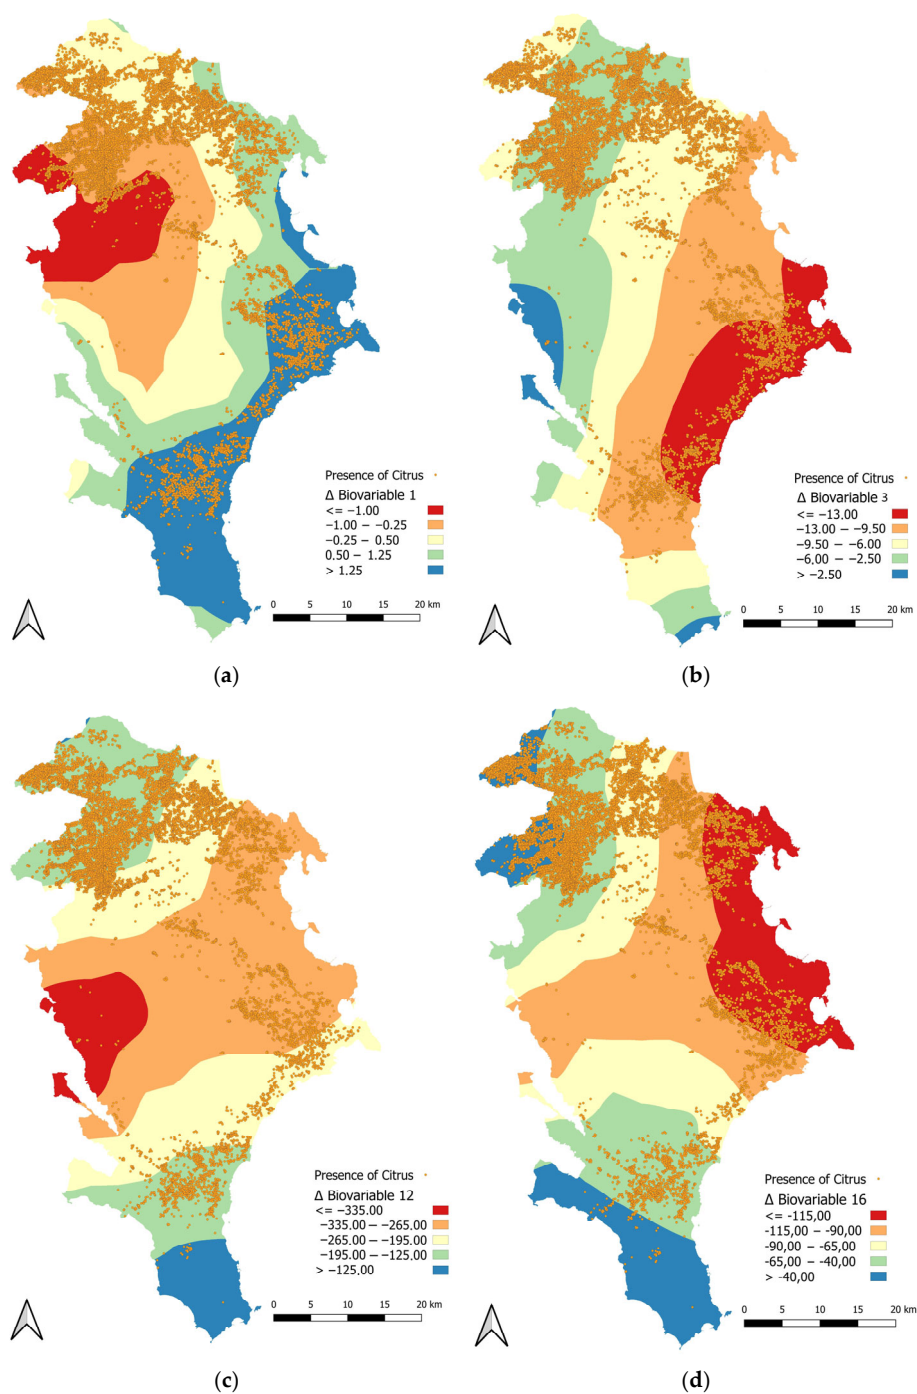 Presence of Citrus
Δ Biovariable 1
<= −1.00
−1.00 – −0.25
−0.25 – 0.50
0.50 – 1.25
> 1.25
0 5 10 15 20 km
(a)
Presence of Citrus
Δ Biovariable 3
<= −13.00
−13.00 – −9.50
−9.50 – −6.00
−6,00 – −2.50
> −2.50
0 5 10 15 20 km
(b)
Presence of Citrus
Δ Biovariable 12
<= −335.00
−335.00 – −265.00
−265.00 – −195.00
−195.00 – −125.00
> −125.00
0 5 10 15 20 km
(c)
Presence of Citrus
Δ Biovariable 16
<= -115,00
-115,00 – -90,00
-90,00 – -65,00
-65,00 – -40,00
> -40,00
0 5 10 15 20 km
(d)